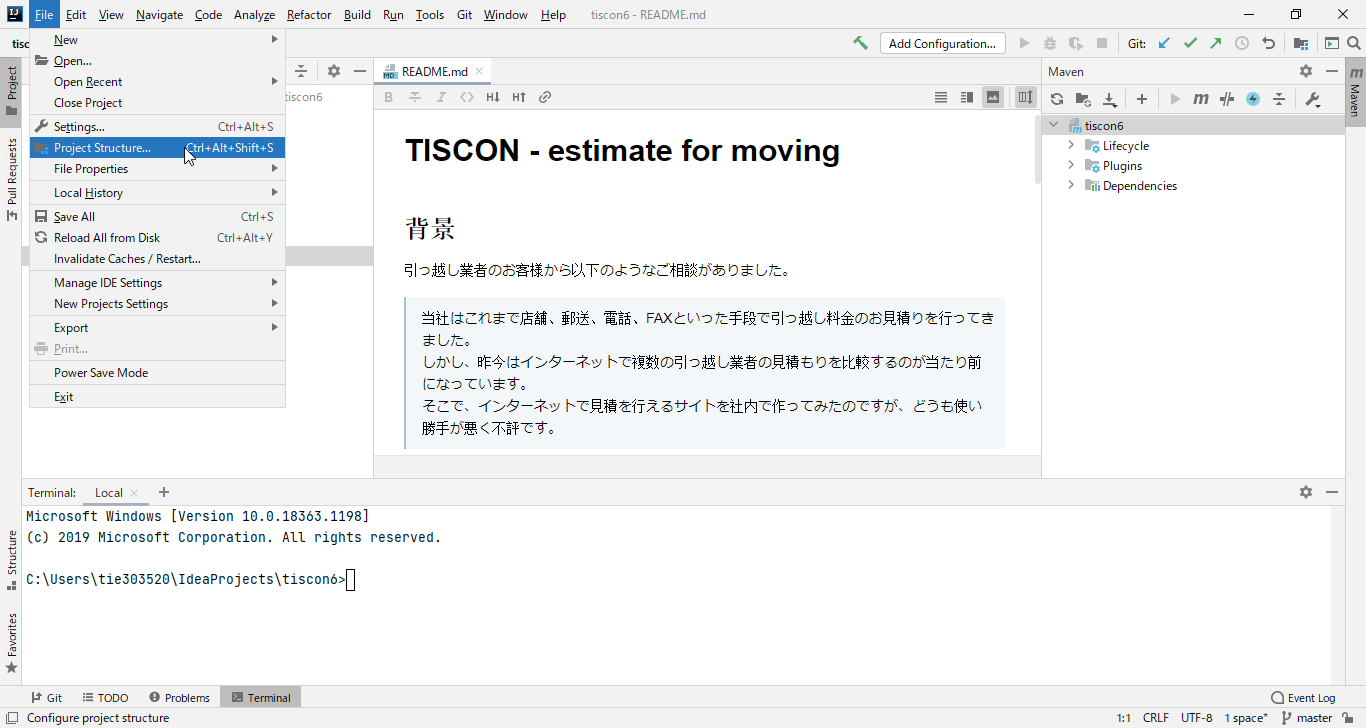 File Edit View Navigate Code Analyze Refactor Build Run Tools Git Window Help tiscon6 - README.md
tisc
Add Configuration...
Git:
New
Open...
Open Recent
Close Project
Settings... Ctrl+Alt+S
Project Structure... Ctrl+Alt+Shift+S
File Properties
Local History
Save All Ctrl+S
Reload All from Disk Ctrl+Alt+Y
Invalidate Caches / Restart...
Manage IDE Settings
New Projects Settings
Export
Print...
Power Save Mode
Exit
Project
Pull Requests
Structure
Favorites
tiscon6
README.md
TISCON - estimate for moving
背景
引っ越し業者のお客様から以下のようなご相談がありました。
当社はこれまで店舗、郵送、電話、FAXといった手段で引っ越し料金のお見積りを行ってき
ました。
しかし、昨今はインターネットで複数の引っ越し業者の見積もりを比較するのが当たり前
になっています。
そこで、インターネットで見積を行えるサイトを社内で作ってみたのですが、どうも使い
勝手が悪く不評です。
Maven
tiscon6
Lifecycle
Plugins
Dependencies
Maven
Terminal: Local
Microsoft Windows [Version 10.0.18363.1198]
(c) 2019 Microsoft Corporation. All rights reserved.
C:\Users\tie303520\IdeaProjects\tiscon6>
Git TODO Problems Terminal Event Log
Configure project structure 1:1 CRLF UTF-8 1 space* master